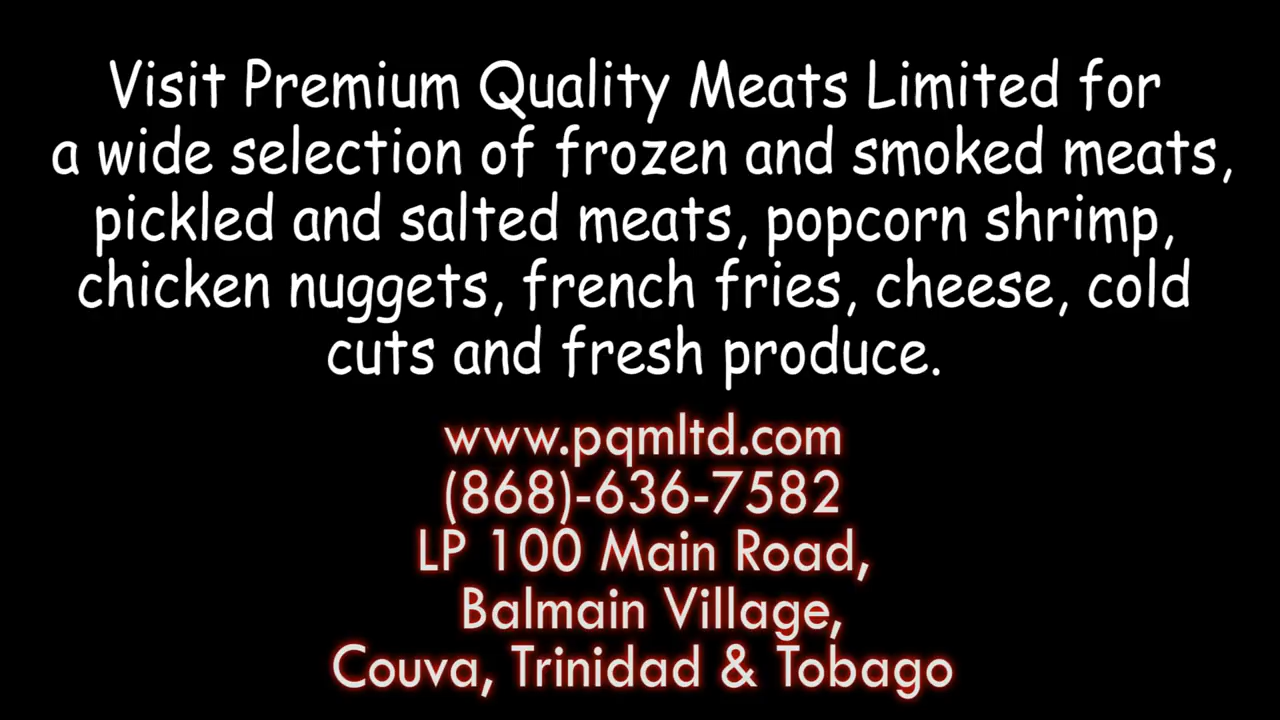 Visit Premium Quality Meats Limited for
a wide selection of frozen and smoked meats,
pickled and salted meats, popcorn shrimp,
chicken nuggets, french fries, cheese, cold
cuts and fresh produce.
www.pqmltd.com
(868)-636-7582
LP 100 Main Road,
Balmain Village,
Couva, Trinidad & Tobago